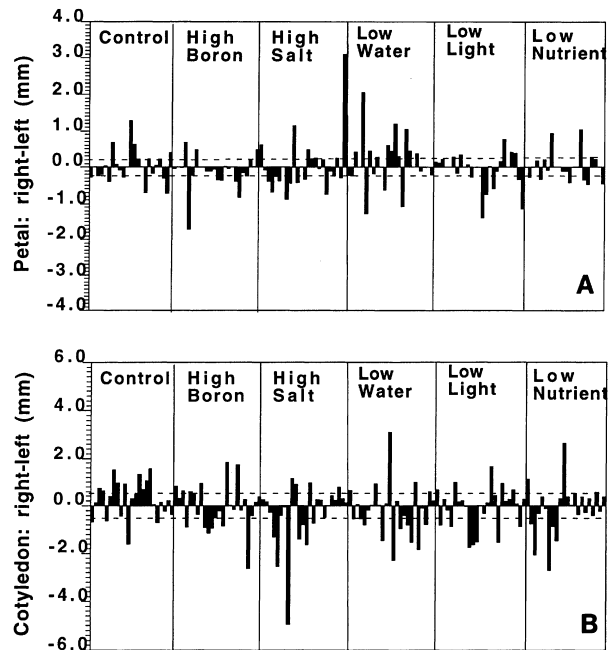 Petal: right-left (mm)
4.0
3.0
2.0
1.0
0.0
-1.0
-2.0
-3.0
-4.0
Control
High Boron
High Salt
Low Water
Low Light
Low Nutrient
A
Cotyledon: right-left (mm)
6.0
4.0
2.0
0.0
-2.0
-4.0
-6.0
Control
High Boron
High Salt
Low Water
Low Light
Low Nutrient
B